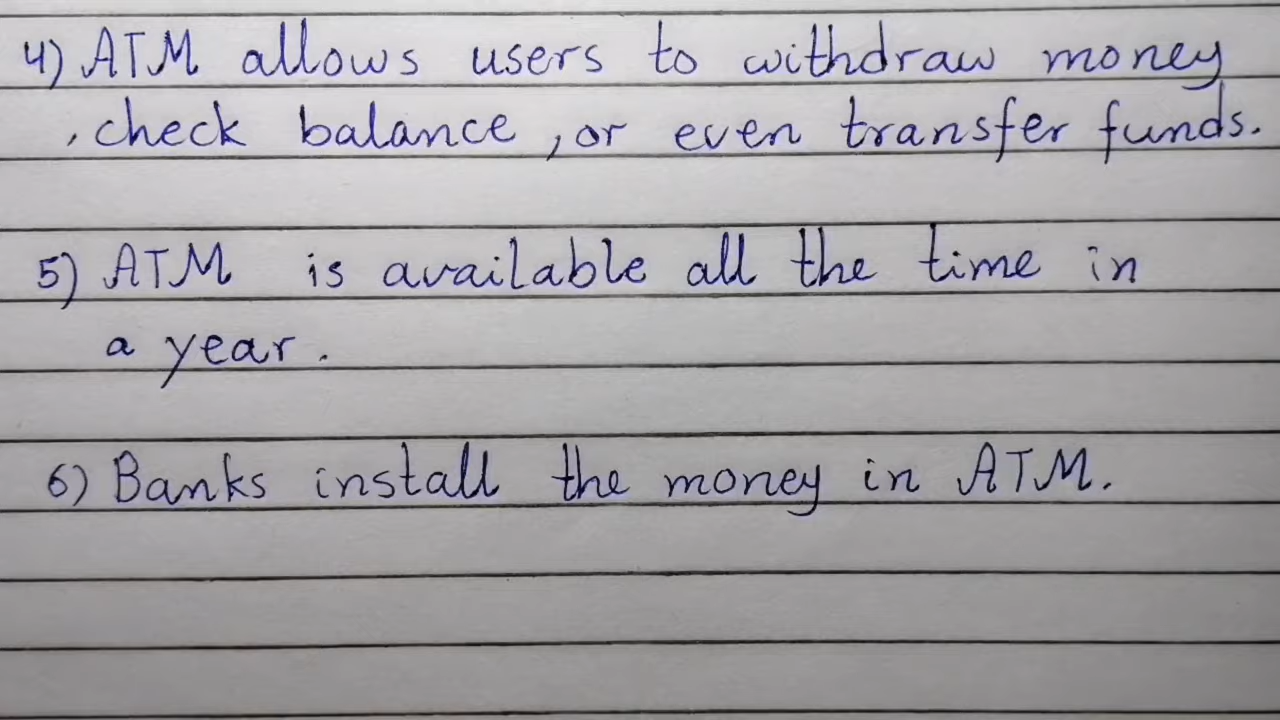 4) ATM allows users to withdraw money
, check balance , or even transfer funds.
5) ATM is available all the time in
a year.
6) Banks install the money in ATM.